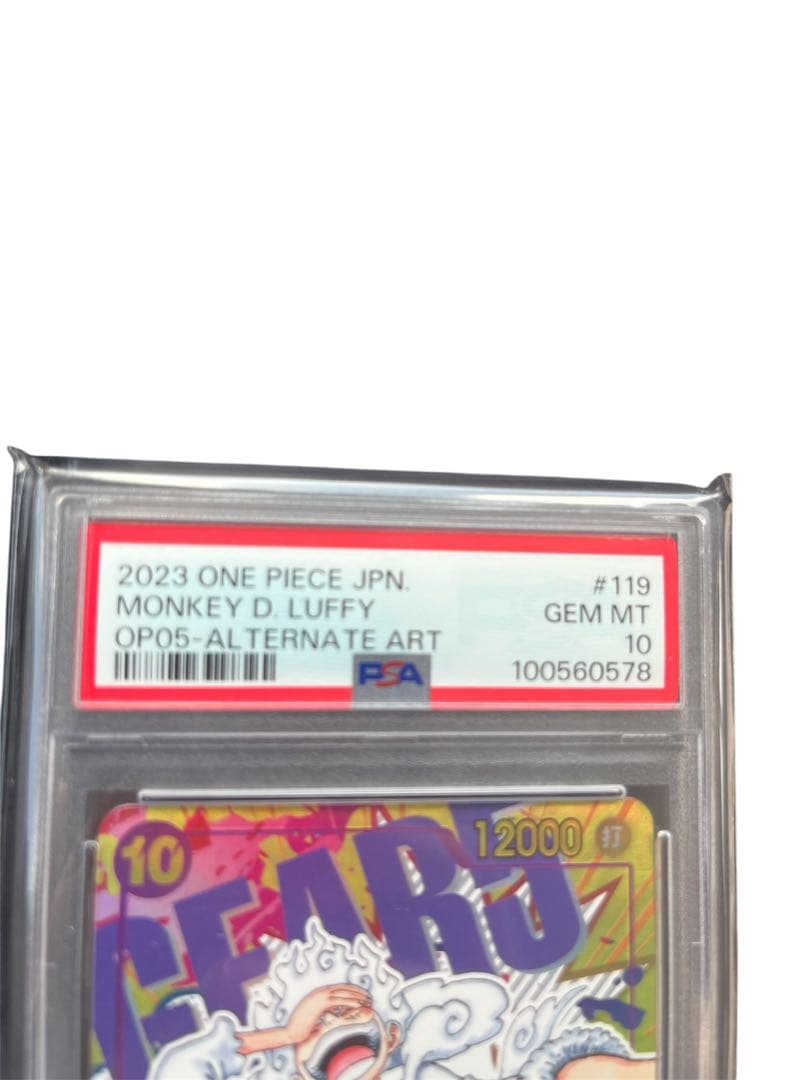 2023 ONE PIECE JPN.
#119
MONKEY D. LUFFY
GEM MT
OP05-ALTERNATE ART
10
PSA
100560578
10
12000
打
GEAR5